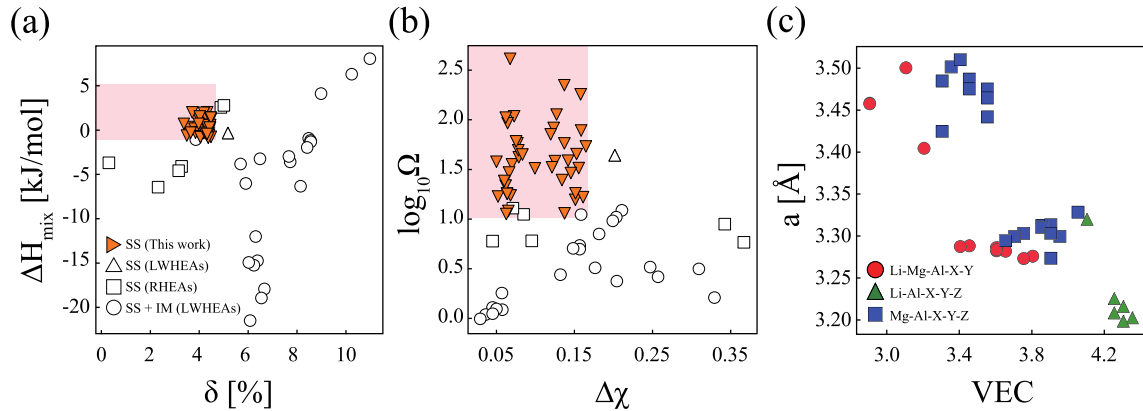 (a)
(b)
(c)
ΔHmix [kJ/mol]
5
0
-5
-10
-15
-20
SS (This work)
SS (LWHEAs)
SS (RHEAs)
SS + IM (LWHEAs)
0 2 4 6 8 10
δ [%]
log10Ω
2.5
2.0
1.5
1.0
0.5
0.0
0.05 0.15 0.25 0.35
Δχ
a [Å]
3.50
3.45
3.40
3.35
3.30
3.25
3.20
Li-Mg-Al-X-Y
Li-Al-X-Y-Z
Mg-Al-X-Y-Z
3.0 3.4 3.8 4.2
VEC